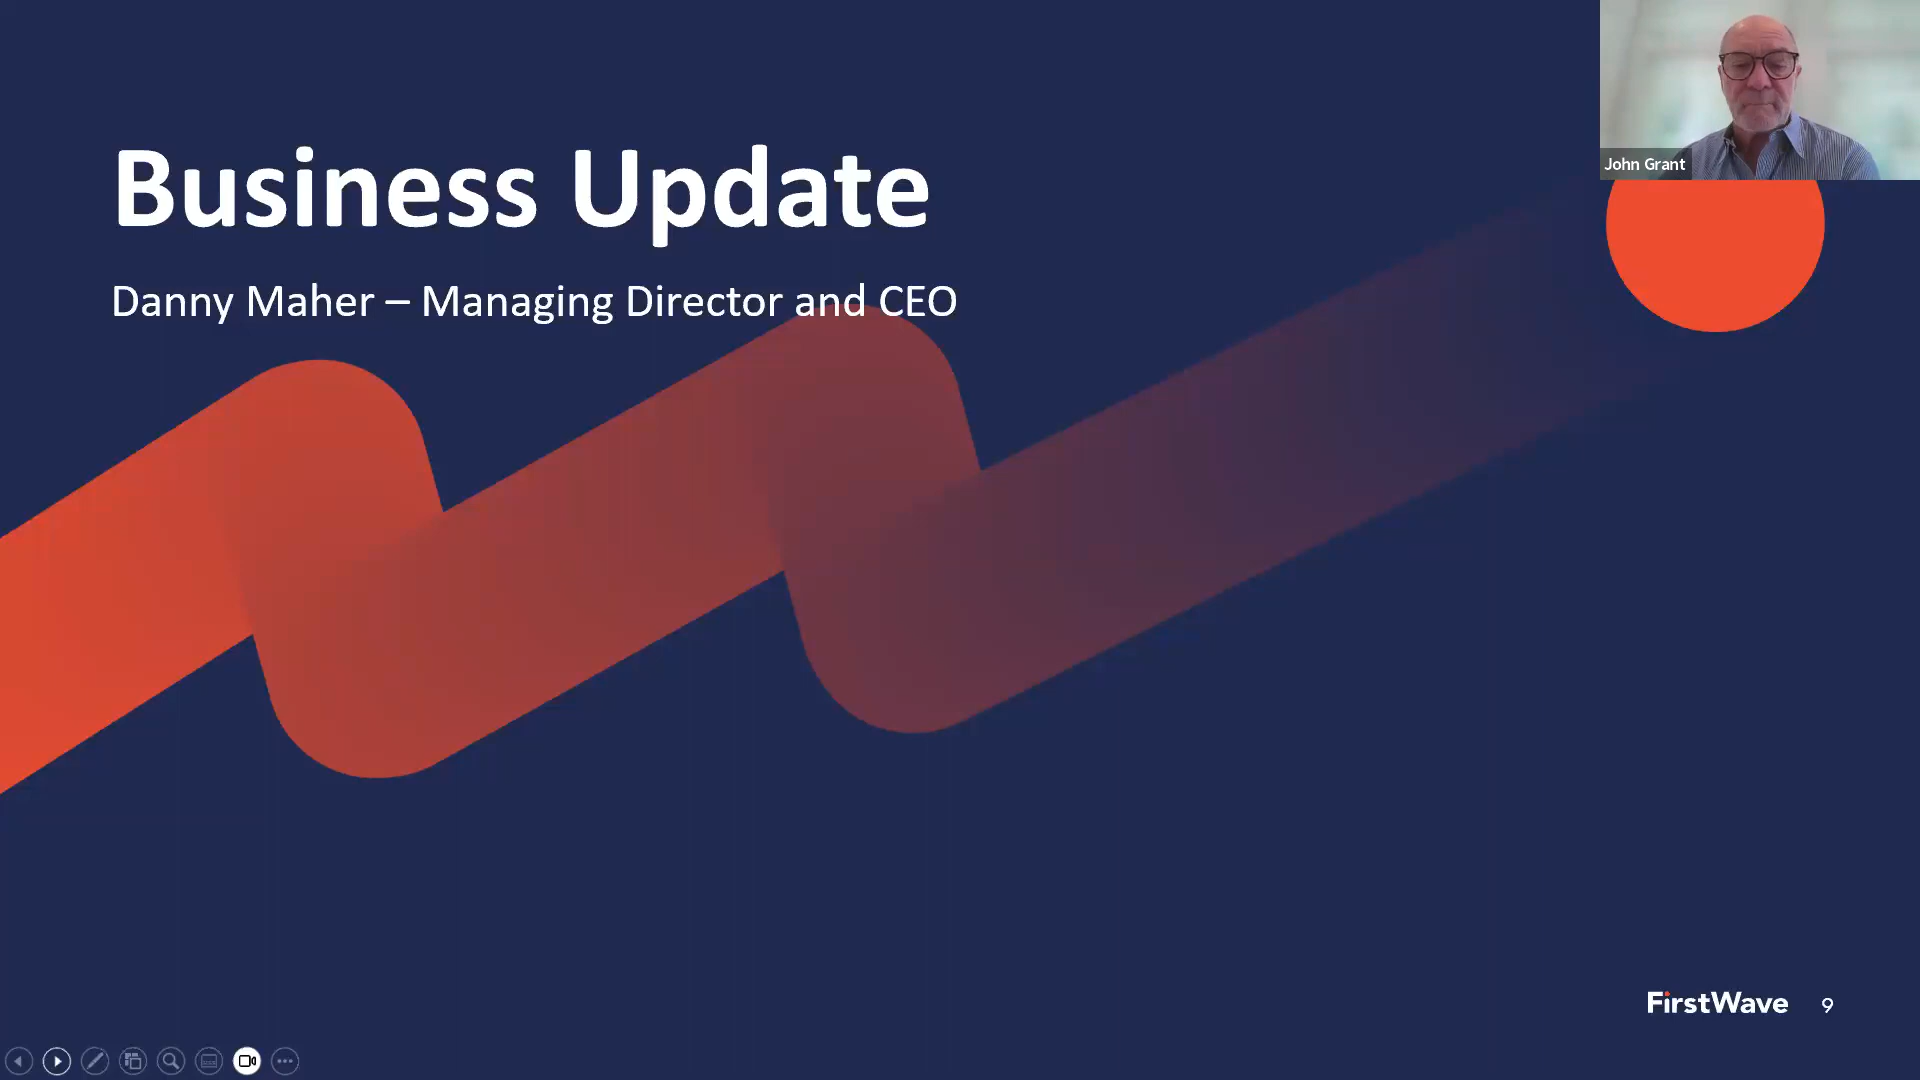 Business Update
Danny Maher – Managing Director and CEO
John Grant
FirstWave
9